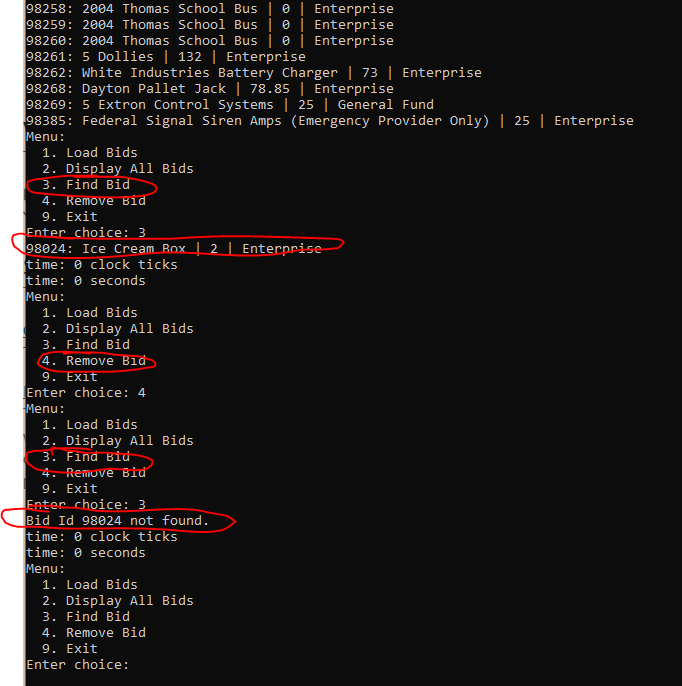 98258: 2004 Thomas School Bus | 0 | Enterprise
98259: 2004 Thomas School Bus | 0 | Enterprise
98260: 2004 Thomas School Bus | 0 | Enterprise
98261: 5 Dollies | 132 | Enterprise
98262: White Industries Battery Charger | 73 | Enterprise
98268: Dayton Pallet Jack | 78.85 | Enterprise
98269: 5 Extron Control Systems | 25 | General Fund
98385: Federal Signal Siren Amps (Emergency Provider Only) | 25 | Enterprise
Menu:
1. Load Bids
2. Display All Bids
3. Find Bid
4. Remove Bid
9. Exit
Enter choice: 3
98024: Ice Cream Box | 2 | Enterprise
time: 0 clock ticks
time: 0 seconds
Menu:
1. Load Bids
2. Display All Bids
3. Find Bid
4. Remove Bid
9. Exit
Enter choice: 4
Menu:
1. Load Bids
2. Display All Bids
3. Find Bid
4. Remove Bid
9. Exit
Enter choice: 3
Bid Id 98024 not found.
time: 0 clock ticks
time: 0 seconds
Menu:
1. Load Bids
2. Display All Bids
3. Find Bid
4. Remove Bid
9. Exit
Enter choice: